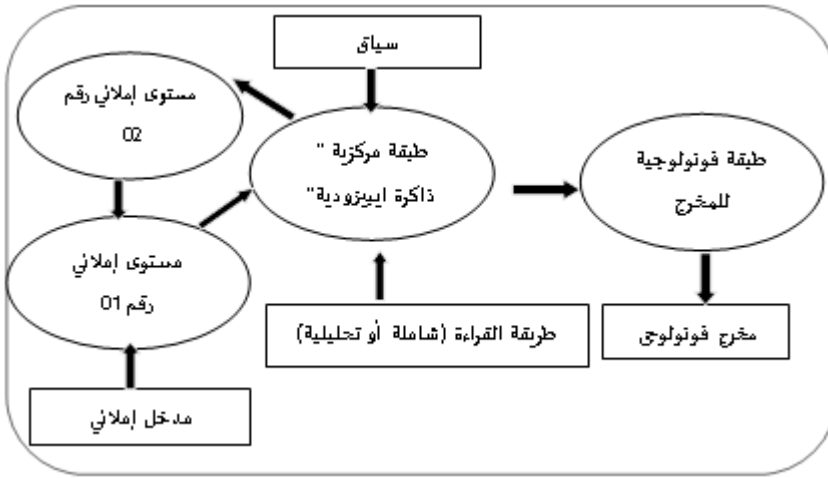 سياق
مستوى إملائي رقم
02
طبقة مركزية "
ذاكرة ايبيزودية"
طبقة فونولوجية
للمخرج
مستوى إملائي
رقم 01
طريقة القراءة (شاملة أو تحليلية)
مخرج فونولوجي
مدخل إملائي